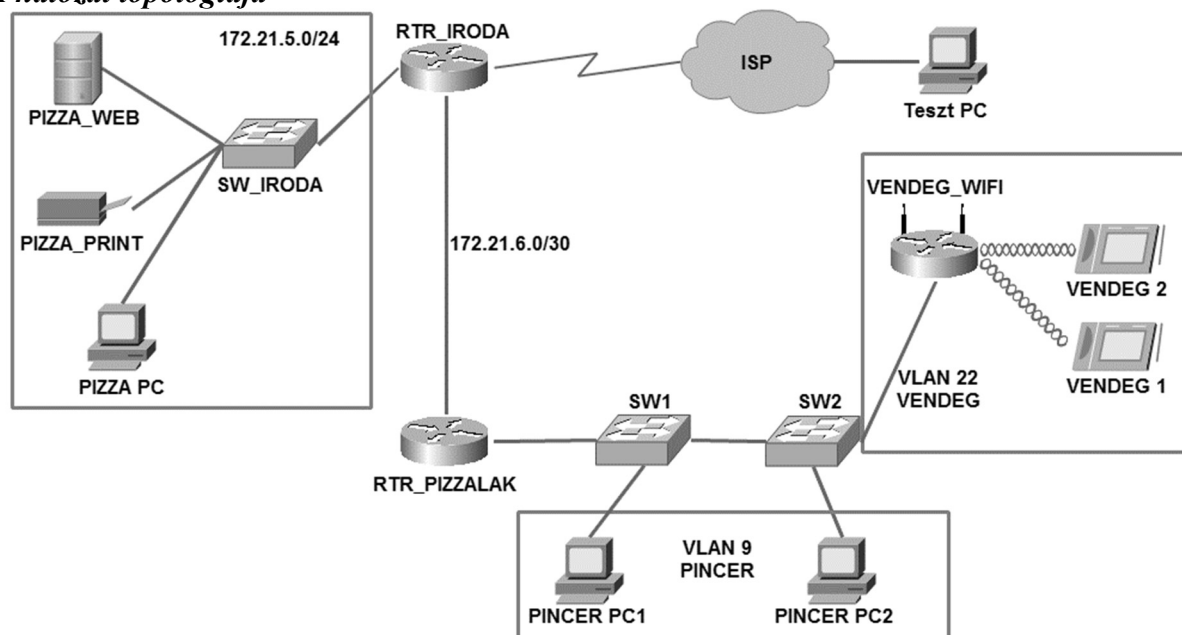 topológiája
172.21.5.0/24
RTR_IRODA
ISP
PIZZA_WEB
Teszt PC
SW_IRODA
VENDEG_WIFI
PIZZA_PRINT
172.21.6.0/30
VENDEG 2
PIZZA PC
VLAN 22
VENDEG
VENDEG 1
SW1
SW2
RTR_PIZZALAK
VLAN 9
PINCER
PINCER PC1
PINCER PC2